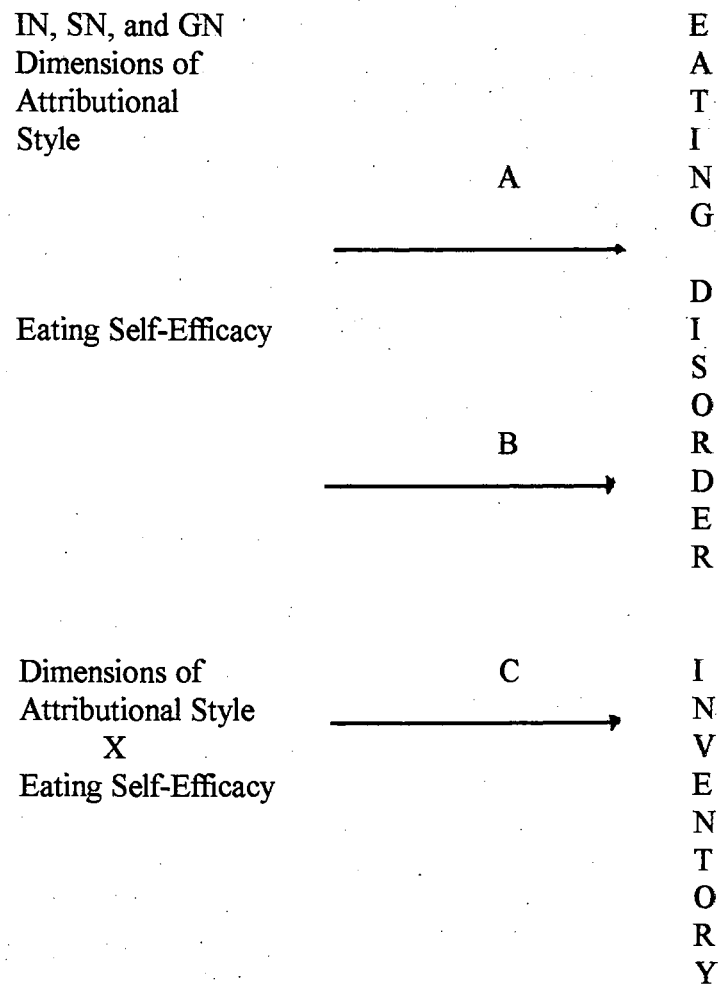 IN, SN, and GN
Dimensions of
Attributional
Style
A
Eating Self-Efficacy
B
Dimensions of
Attributional Style
X
Eating Self-Efficacy
C
E
A
T
I
N
G
D
I
S
O
R
D
E
R
I
N
V
E
N
T
O
R
Y